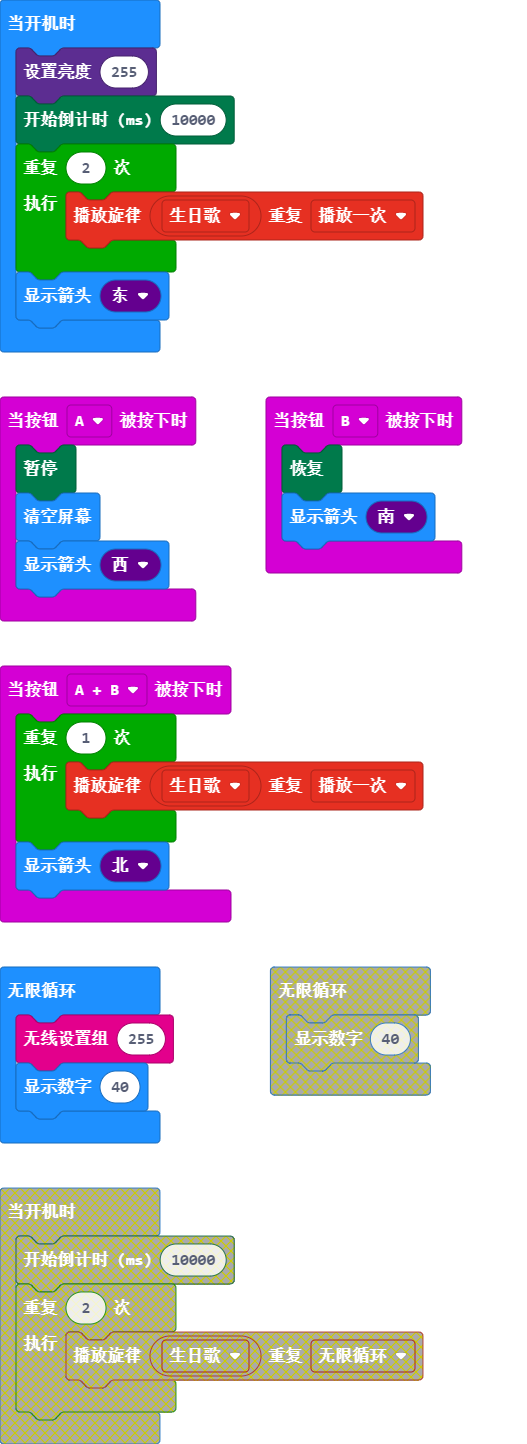 当开机时
设置亮度 255
开始倒计时 (ms) 10000
重复 2 次
执行 播放旋律 生日歌 重复 播放一次
显示箭头 东
当按钮 A 被按下时
暂停
清空屏幕
显示箭头 西
当按钮 B 被按下时
恢复
显示箭头 南
当按钮 A + B 被按下时
重复 1 次
执行 播放旋律 生日歌 重复 播放一次
显示箭头 北
无限循环
无线设置组 255
显示数字 40
无限循环
显示数字 40
当开机时
开始倒计时 (ms) 10000
重复 2 次
执行 播放旋律 生日歌 重复 无限循环